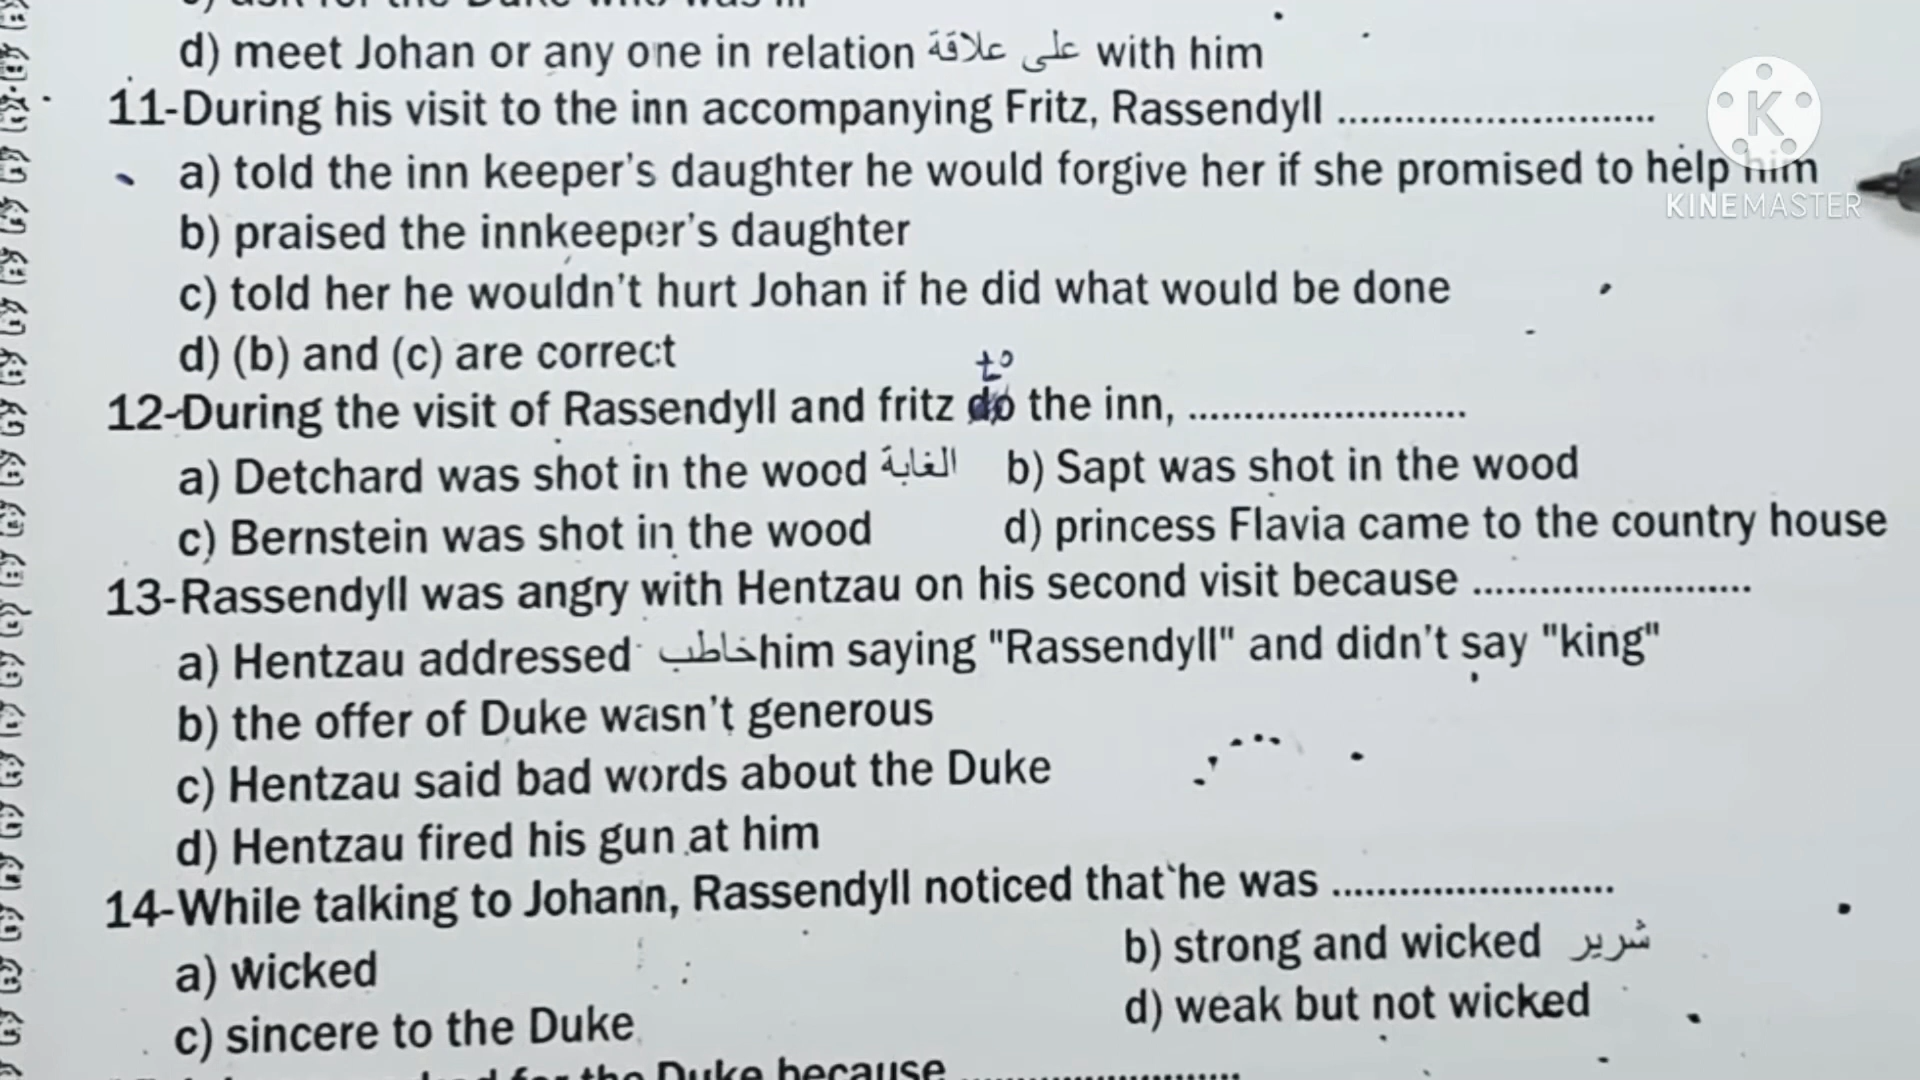 d) meet Johan or any one in relation على علاقة with him
11-During his visit to the inn accompanying Fritz, Rassendyll ............................
a) told the inn keeper's daughter he would forgive her if she promised to help him
KINEMASTER
b) praised the innkeeper's daughter
c) told her he wouldn't hurt Johan if he did what would be done
d) (b) and (c) are correct
to
12-During the visit of Rassendyll and fritz do the inn, ........................
a) Detchard was shot in the wood الغابة b) Sapt was shot in the wood
c) Bernstein was shot in the wood d) princess Flavia came to the country house
13-Rassendyll was angry with Hentzau on his second visit because ........................
a) Hentzau addressed خاطب him saying "Rassendyll" and didn't say "king"
b) the offer of Duke wasn't generous
c) Hentzau said bad words about the Duke
d) Hentzau fired his gun at him
14-While talking to Johann, Rassendyll noticed that he was ........................
a) wicked b) strong and wicked شرير
c) sincere to the Duke d) weak but not wicked
for the Duke because ........................